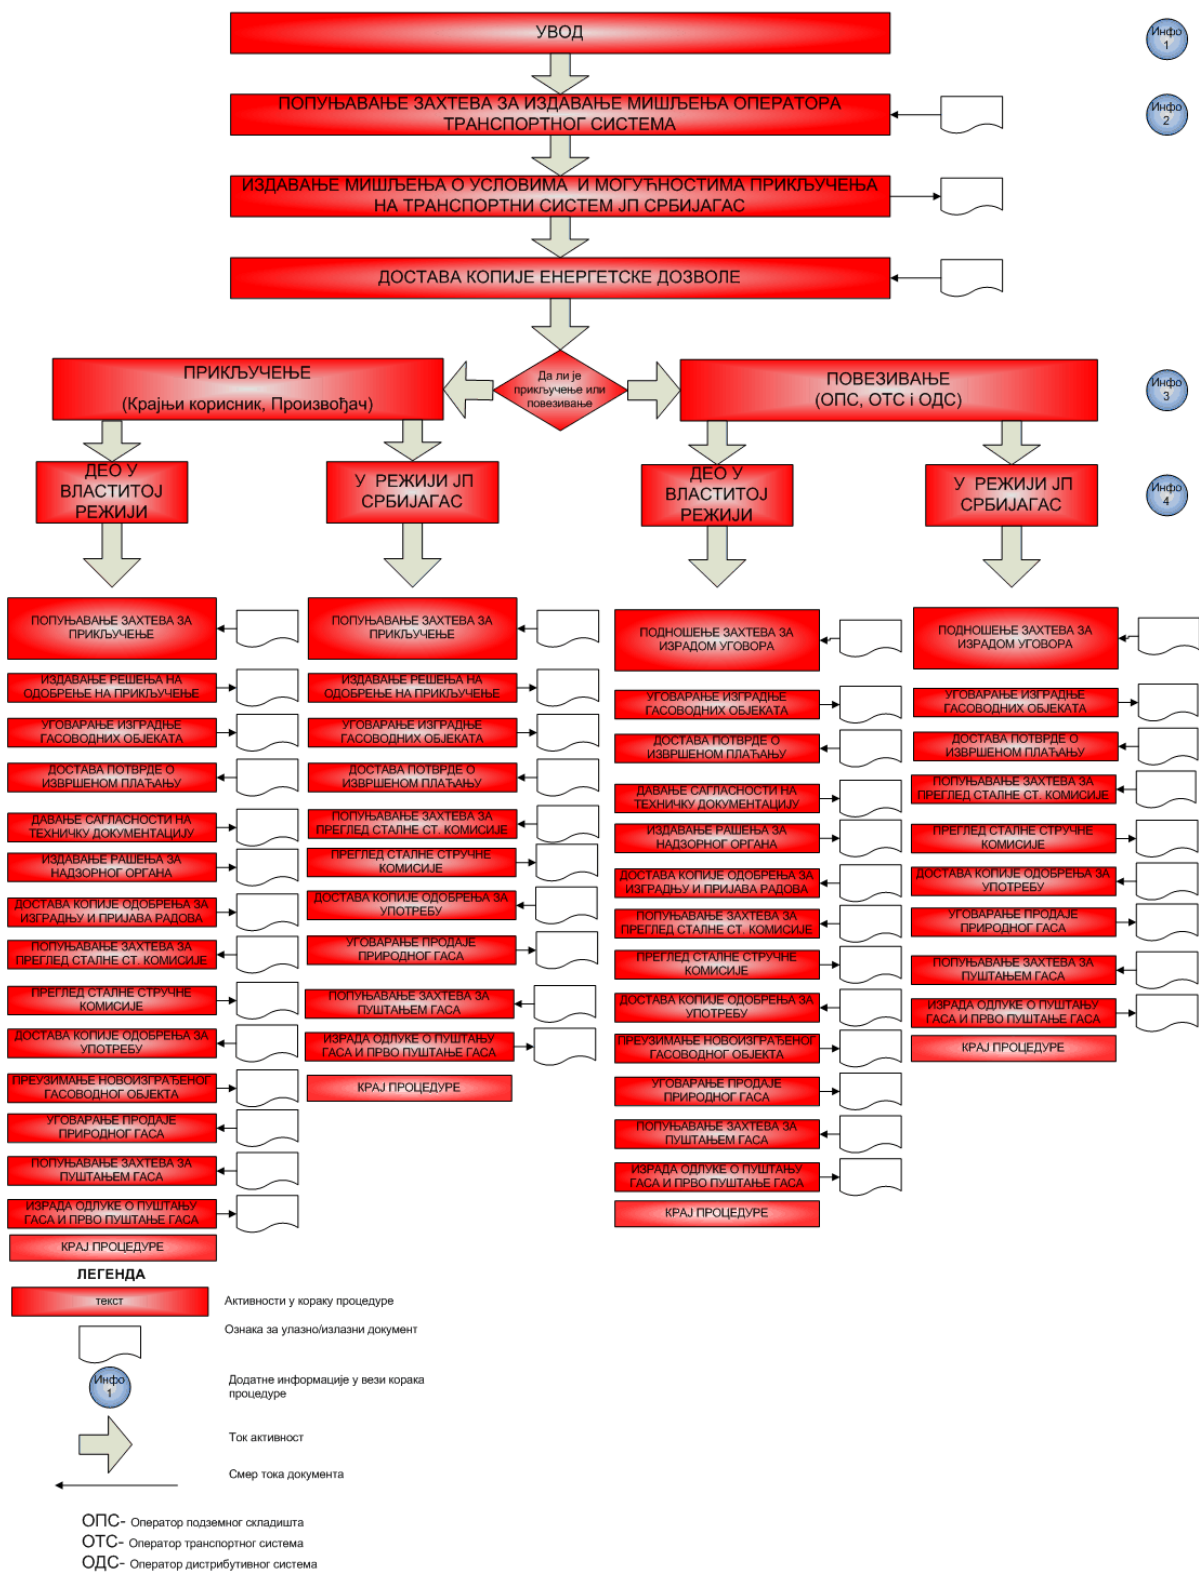 УВОД
Инфо
1
ПОПУЊАВАЊЕ ЗАХТЕВА ЗА ИЗДАВАЊЕ МИШЉЕЊА ОПЕРАТОРА
ТРАНСПОРТНОГ СИСТЕМА
Инфо
2
ИЗДАВАЊЕ МИШЉЕЊА О УСЛОВИМА И МОГУЋНОСТИМА ПРИКЉУЧЕЊА
НА ТРАНСПОРТНИ СИСТЕМ ЈП СРБИЈАГАС
ДОСТАВА КОПИЈЕ ЕНЕРГЕТСКЕ ДОЗВОЛЕ
ПРИКЉУЧЕЊЕ
(Крајњи корисник, Произвођач)
Да ли је
прикључење или
повезивање
ПОВЕЗИВАЊЕ
(ОПС, ОТС і ОДС)
Инфо
3
ДЕО У
ВЛАСТИТОЈ
РЕЖИЈИ
У РЕЖИЈИ ЈП
СРБИЈАГАС
ДЕО У
ВЛАСТИТОЈ
РЕЖИЈИ
У РЕЖИЈИ ЈП
СРБИЈАГАС
Инфо
4
ПОПУЊАВАЊЕ ЗАХТЕВА ЗА
ПРИКЉУЧЕЊЕ
ИЗДАВАЊЕ РЕШЕЊА НА
ОДОБРЕЊЕ НА ПРИКЉУЧЕЊЕ
УГОВАРАЊЕ ИЗГРАДЊЕ
ГАСОВОДНИХ ОБЈЕКАТА
ДОСТАВА ПОТВРДЕ О
ИЗВРШЕНОМ ПЛАЋАЊУ
ДАВАЊЕ САГЛАСНОСТИ НА
ТЕХНИЧКУ ДОКУМЕНТАЦИЈУ
ИЗДАВАЊЕ РАШЕЊА ЗА
НАДЗОРНОГ ОРГАНА
ДОСТАВА КОПИЈЕ ОДОБРЕЊА ЗА
ИЗГРАДЊУ И ПРИЈАВА РАДОВА
ПОПУЊАВАЊЕ ЗАХТЕВА ЗА
ПРЕГЛЕД СТАЛНЕ СТ. КОМИСИЈЕ
ПРЕГЛЕД СТАЛНЕ СТРУЧНЕ
КОМИСИЈЕ
ДОСТАВА КОПИЈЕ ОДОБРЕЊА ЗА
УПОТРЕБУ
ПРЕУЗИМАЊЕ НОВОИЗГРАЂЕНОГ
ГАСОВОДНОГ ОБЈЕКТА
УГОВАРАЊЕ ПРОДАЈЕ
ПРИРОДНОГ ГАСА
ПОПУЊАВАЊЕ ЗАХТЕВА ЗА
ПУШТАЊЕМ ГАСА
ИЗРАДА ОДЛУКЕ О ПУШТАЊУ
ГАСА И ПРВО ПУШТАЊЕ ГАСА
КРАЈ ПРОЦЕДУРЕ
ПОПУЊАВАЊЕ ЗАХТЕВА ЗА
ПРИКЉУЧЕЊЕ
ИЗДАВАЊЕ РЕШЕЊА НА
ОДОБРЕЊЕ НА ПРИКЉУЧЕЊЕ
УГОВАРАЊЕ ИЗГРАДЊЕ
ГАСОВОДНИХ ОБЈЕКАТА
ДОСТАВА ПОТВРДЕ О
ИЗВРШЕНОМ ПЛАЋАЊУ
ПОПУЊАВАЊЕ ЗАХТЕВА ЗА
ПРЕГЛЕД СТАЛНЕ СТ. КОМИСИЈЕ
ПРЕГЛЕД СТАЛНЕ СТРУЧНЕ
КОМИСИЈЕ
ДОСТАВА КОПИЈЕ ОДОБРЕЊА ЗА
УПОТРЕБУ
УГОВАРАЊЕ ПРОДАЈЕ
ПРИРОДНОГ ГАСА
ПОПУЊАВАЊЕ ЗАХТЕВА ЗА
ПУШТАЊЕМ ГАСА
ИЗРАДА ОДЛУКЕ О ПУШТАЊУ
ГАСА И ПРВО ПУШТАЊЕ ГАСА
КРАЈ ПРОЦЕДУРЕ
ПОДНОШЕЊЕ ЗАХТЕВА ЗА
ИЗРАДОМ УГОВОРА
УГОВАРАЊЕ ИЗГРАДЊЕ
ГАСОВОДНИХ ОБЈЕКАТА
ДОСТАВА ПОТВРДЕ О
ИЗВРШЕНОМ ПЛАЋАЊУ
ДАВАЊЕ САГЛАСНОСТИ НА
ТЕХНИЧКУ ДОКУМЕНТАЦИЈУ
ИЗДАВАЊЕ РАШЕЊА ЗА
НАДЗОРНОГ ОРГАНА
ДОСТАВА КОПИЈЕ ОДОБРЕЊА ЗА
ИЗГРАДЊУ И ПРИЈАВА РАДОВА
ПОПУЊАВАЊЕ ЗАХТЕВА ЗА
ПРЕГЛЕД СТАЛНЕ СТ. КОМИСИЈЕ
ПРЕГЛЕД СТАЛНЕ СТРУЧНЕ
КОМИСИЈЕ
ДОСТАВА КОПИЈЕ ОДОБРЕЊА ЗА
УПОТРЕБУ
ПРЕУЗИМАЊЕ НОВОИЗГРАЂЕНОГ
ГАСОВОДНОГ ОБЈЕКТА
УГОВАРАЊЕ ПРОДАЈЕ
ПРИРОДНОГ ГАСА
ПОПУЊАВАЊЕ ЗАХТЕВА ЗА
ПУШТАЊЕМ ГАСА
ИЗРАДА ОДЛУКЕ О ПУШТАЊУ
ГАСА И ПРВО ПУШТАЊЕ ГАСА
КРАЈ ПРОЦЕДУРЕ
ПОДНОШЕЊЕ ЗАХТЕВА ЗА
ИЗРАДОМ УГОВОРА
УГОВАРАЊЕ ИЗГРАДЊЕ
ГАСОВОДНИХ ОБЈЕКАТА
ДОСТАВА ПОТВРДЕ О
ИЗВРШЕНОМ ПЛАЋАЊУ
ПОПУЊАВАЊЕ ЗАХТЕВА ЗА
ПРЕГЛЕД СТАЛНЕ СТ. КОМИСИЈЕ
ПРЕГЛЕД СТАЛНЕ СТРУЧНЕ
КОМИСИЈЕ
ДОСТАВА КОПИЈЕ ОДОБРЕЊА ЗА
УПОТРЕБУ
УГОВАРАЊЕ ПРОДАЈЕ
ПРИРОДНОГ ГАСА
ПОПУЊАВАЊЕ ЗАХТЕВА ЗА
ПУШТАЊЕМ ГАСА
ИЗРАДА ОДЛУКЕ О ПУШТАЊУ
ГАСА И ПРВО ПУШТАЊЕ ГАСА
КРАЈ ПРОЦЕДУРЕ
ЛЕГЕНДА
текст
Активности у кораку процедуре
Ознака за улазно/излазни документ
Инфо
1
Додатне информације у вези корака
процедуре
Ток активност
Смер тока документа
ОПС- Оператор подземног складишта
ОТС- Оператор транспортног система
ОДС- Оператор дистрибутивног система